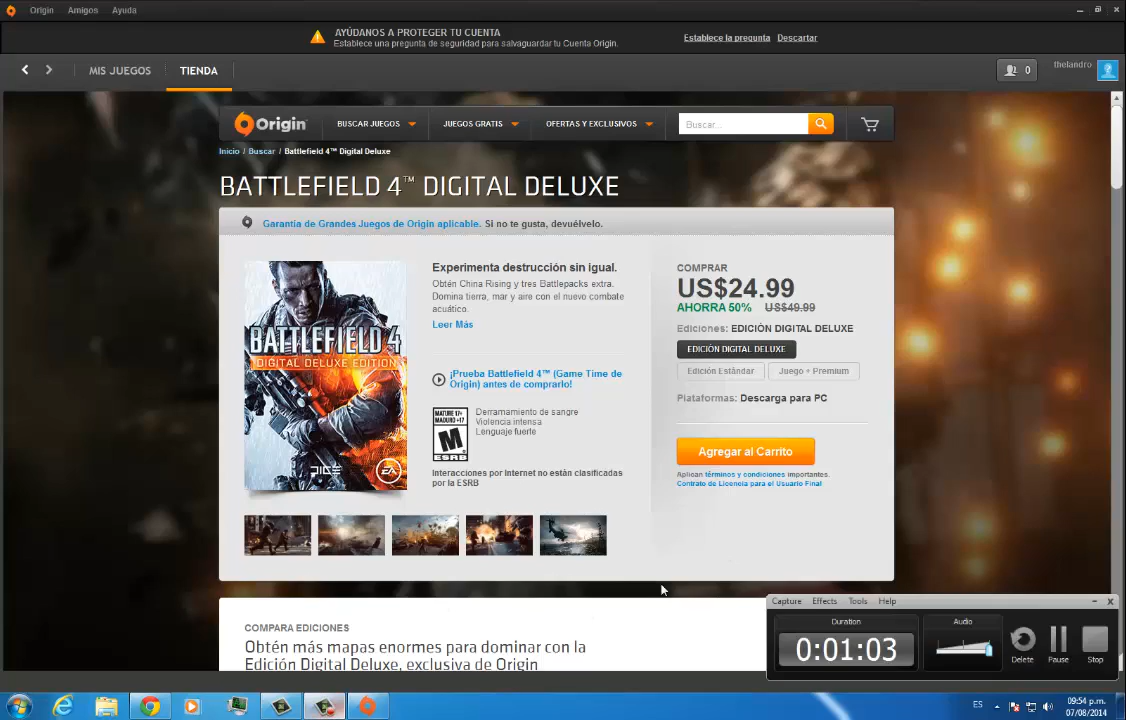 Origin Amigos Ayuda
AYÚDANOS A PROTEGER TU CUENTA
Establece una pregunta de seguridad para salvaguardar tu Cuenta Origin.
Establece la pregunta Descartar
MIS JUEGOS TIENDA
0
thelandro
Origin
BUSCAR JUEGOS JUEGOS GRATIS OFERTAS Y EXCLUSIVOS
Buscar...
Inicio / Buscar / Battlefield 4™ Digital Deluxe
BATTLEFIELD 4™ DIGITAL DELUXE
Garantía de Grandes Juegos de Origin aplicable. Si no te gusta, devuélvelo.
BATTLEFIELD 4
DIGITAL DELUXE EDITION
DICE
EA
Experimenta destrucción sin igual.
Obtén China Rising y tres Battlepacks extra.
Domina tierra, mar y aire con el nuevo combate
acuático.
Leer Más
¡Prueba Battlefield 4™ (Game Time de
Origin) antes de comprarlo!
MATURE 17+
MADURO +17
M
ESRB
Derramamiento de sangre
Violencia intensa
Lenguaje fuerte
Interacciones por Internet no están clasificadas
por la ESRB
COMPRAR
US$24.99
AHORRA 50% US$49.99
Ediciones: EDICIÓN DIGITAL DELUXE
EDICIÓN DIGITAL DELUXE
Edición Estándar Juego + Premium
Plataformas: Descarga para PC
Agregar al Carrito
Aplican términos y condiciones importantes.
Contrato de Licencia para el Usuario Final
COMPARA EDICIONES
Obtén más mapas enormes para dominar con la
Edición Digital Deluxe, exclusiva de Origin
Capture Effects Tools Help
Duration
0:01:03
Audio
Delete Pause Stop
ES
09:54 p.m.
07/08/2014